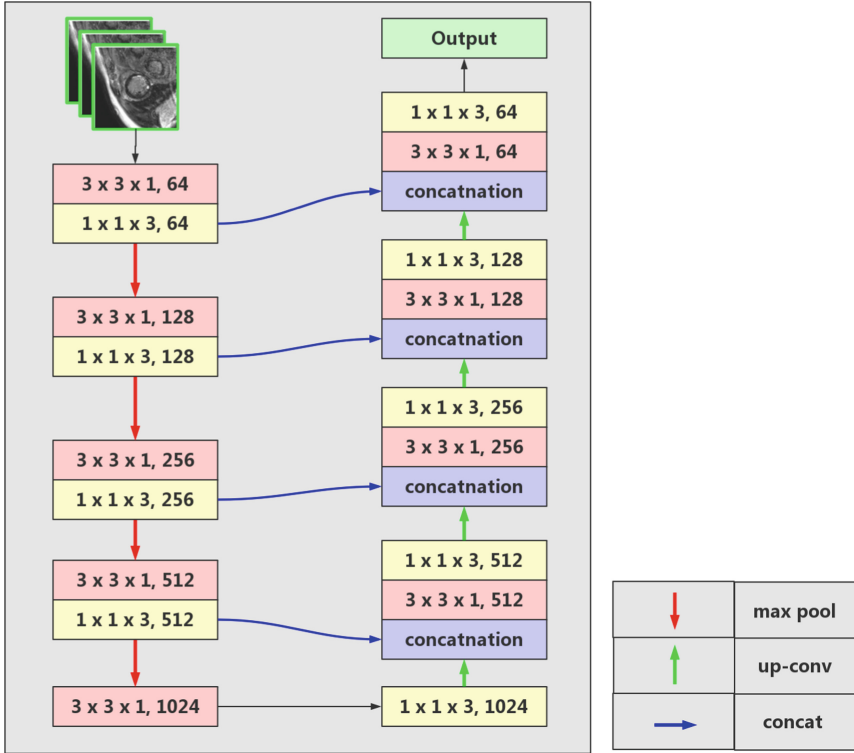 3 x 3 x 1, 64
1 x 1 x 3, 64
3 x 3 x 1, 128
1 x 1 x 3, 128
3 x 3 x 1, 256
1 x 1 x 3, 256
3 x 3 x 1, 512
1 x 1 x 3, 512
3 x 3 x 1, 1024
Output
1 x 1 x 3, 64
3 x 3 x 1, 64
concatnation
1 x 1 x 3, 128
3 x 3 x 1, 128
concatnation
1 x 1 x 3, 256
3 x 3 x 1, 256
concatnation
1 x 1 x 3, 512
3 x 3 x 1, 512
concatnation
1 x 1 x 3, 1024
max pool
up-conv
concat